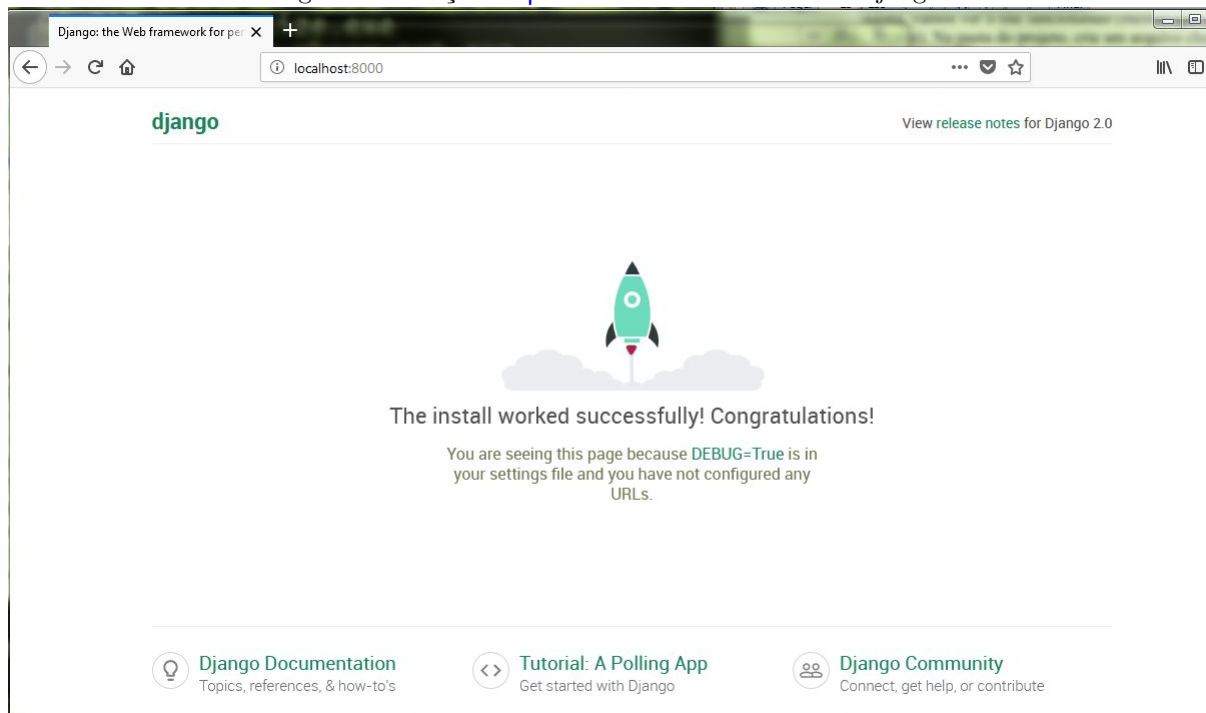 Django: the Web framework for per
localhost:8000
django
View release notes for Django 2.0
The install worked successfully! Congratulations!
You are seeing this page because DEBUG=True is in
your settings file and you have not configured any
URLs.
Django Documentation
Topics, references, & how-to's
Tutorial: A Polling App
Get started with Django
Django Community
Connect, get help, or contribute